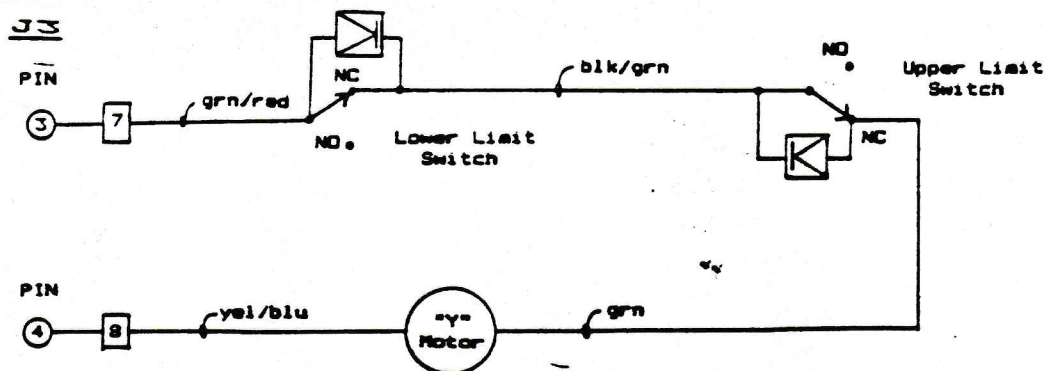 J3
PIN
3
7
grn/red
NC
NO
Lower Limit
Switch
blk/grn
NO
Upper Limit
Switch
NC
PIN
4
8
yel/blu
"Y"
Motor
grn